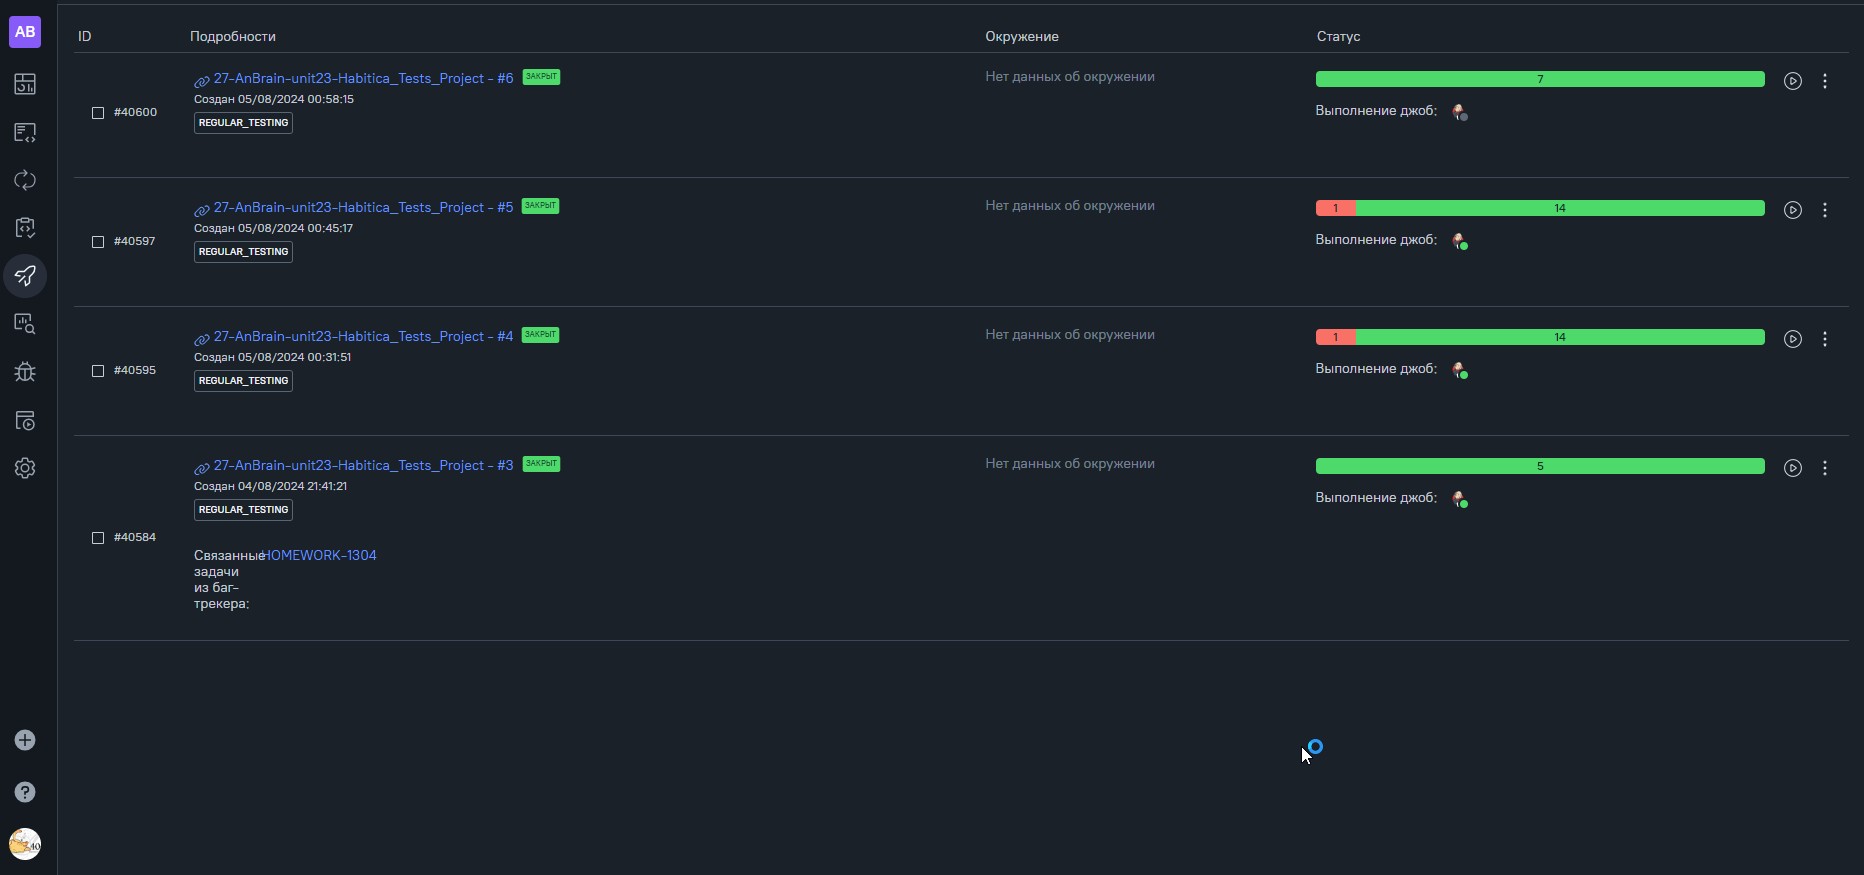 AB
ID Подробности Окружение Статус
27-AnBrain-unit23-Habitica_Tests_Project - #6 ЗАКРЫТ Нет данных об окружении 7
Создан 05/08/2024 00:58:15
#40600 Выполнение джоб:
REGULAR_TESTING
27-AnBrain-unit23-Habitica_Tests_Project - #5 ЗАКРЫТ Нет данных об окружении 1 14
Создан 05/08/2024 00:45:17
#40597 Выполнение джоб:
REGULAR_TESTING
27-AnBrain-unit23-Habitica_Tests_Project - #4 ЗАКРЫТ Нет данных об окружении 1 14
Создан 05/08/2024 00:31:51
#40595 Выполнение джоб:
REGULAR_TESTING
27-AnBrain-unit23-Habitica_Tests_Project - #3 ЗАКРЫТ Нет данных об окружении 5
Создан 04/08/2024 21:41:21
Выполнение джоб:
REGULAR_TESTING
#40584
Связанные HOMEWORK-1304
задачи
из баг-
трекера:
40